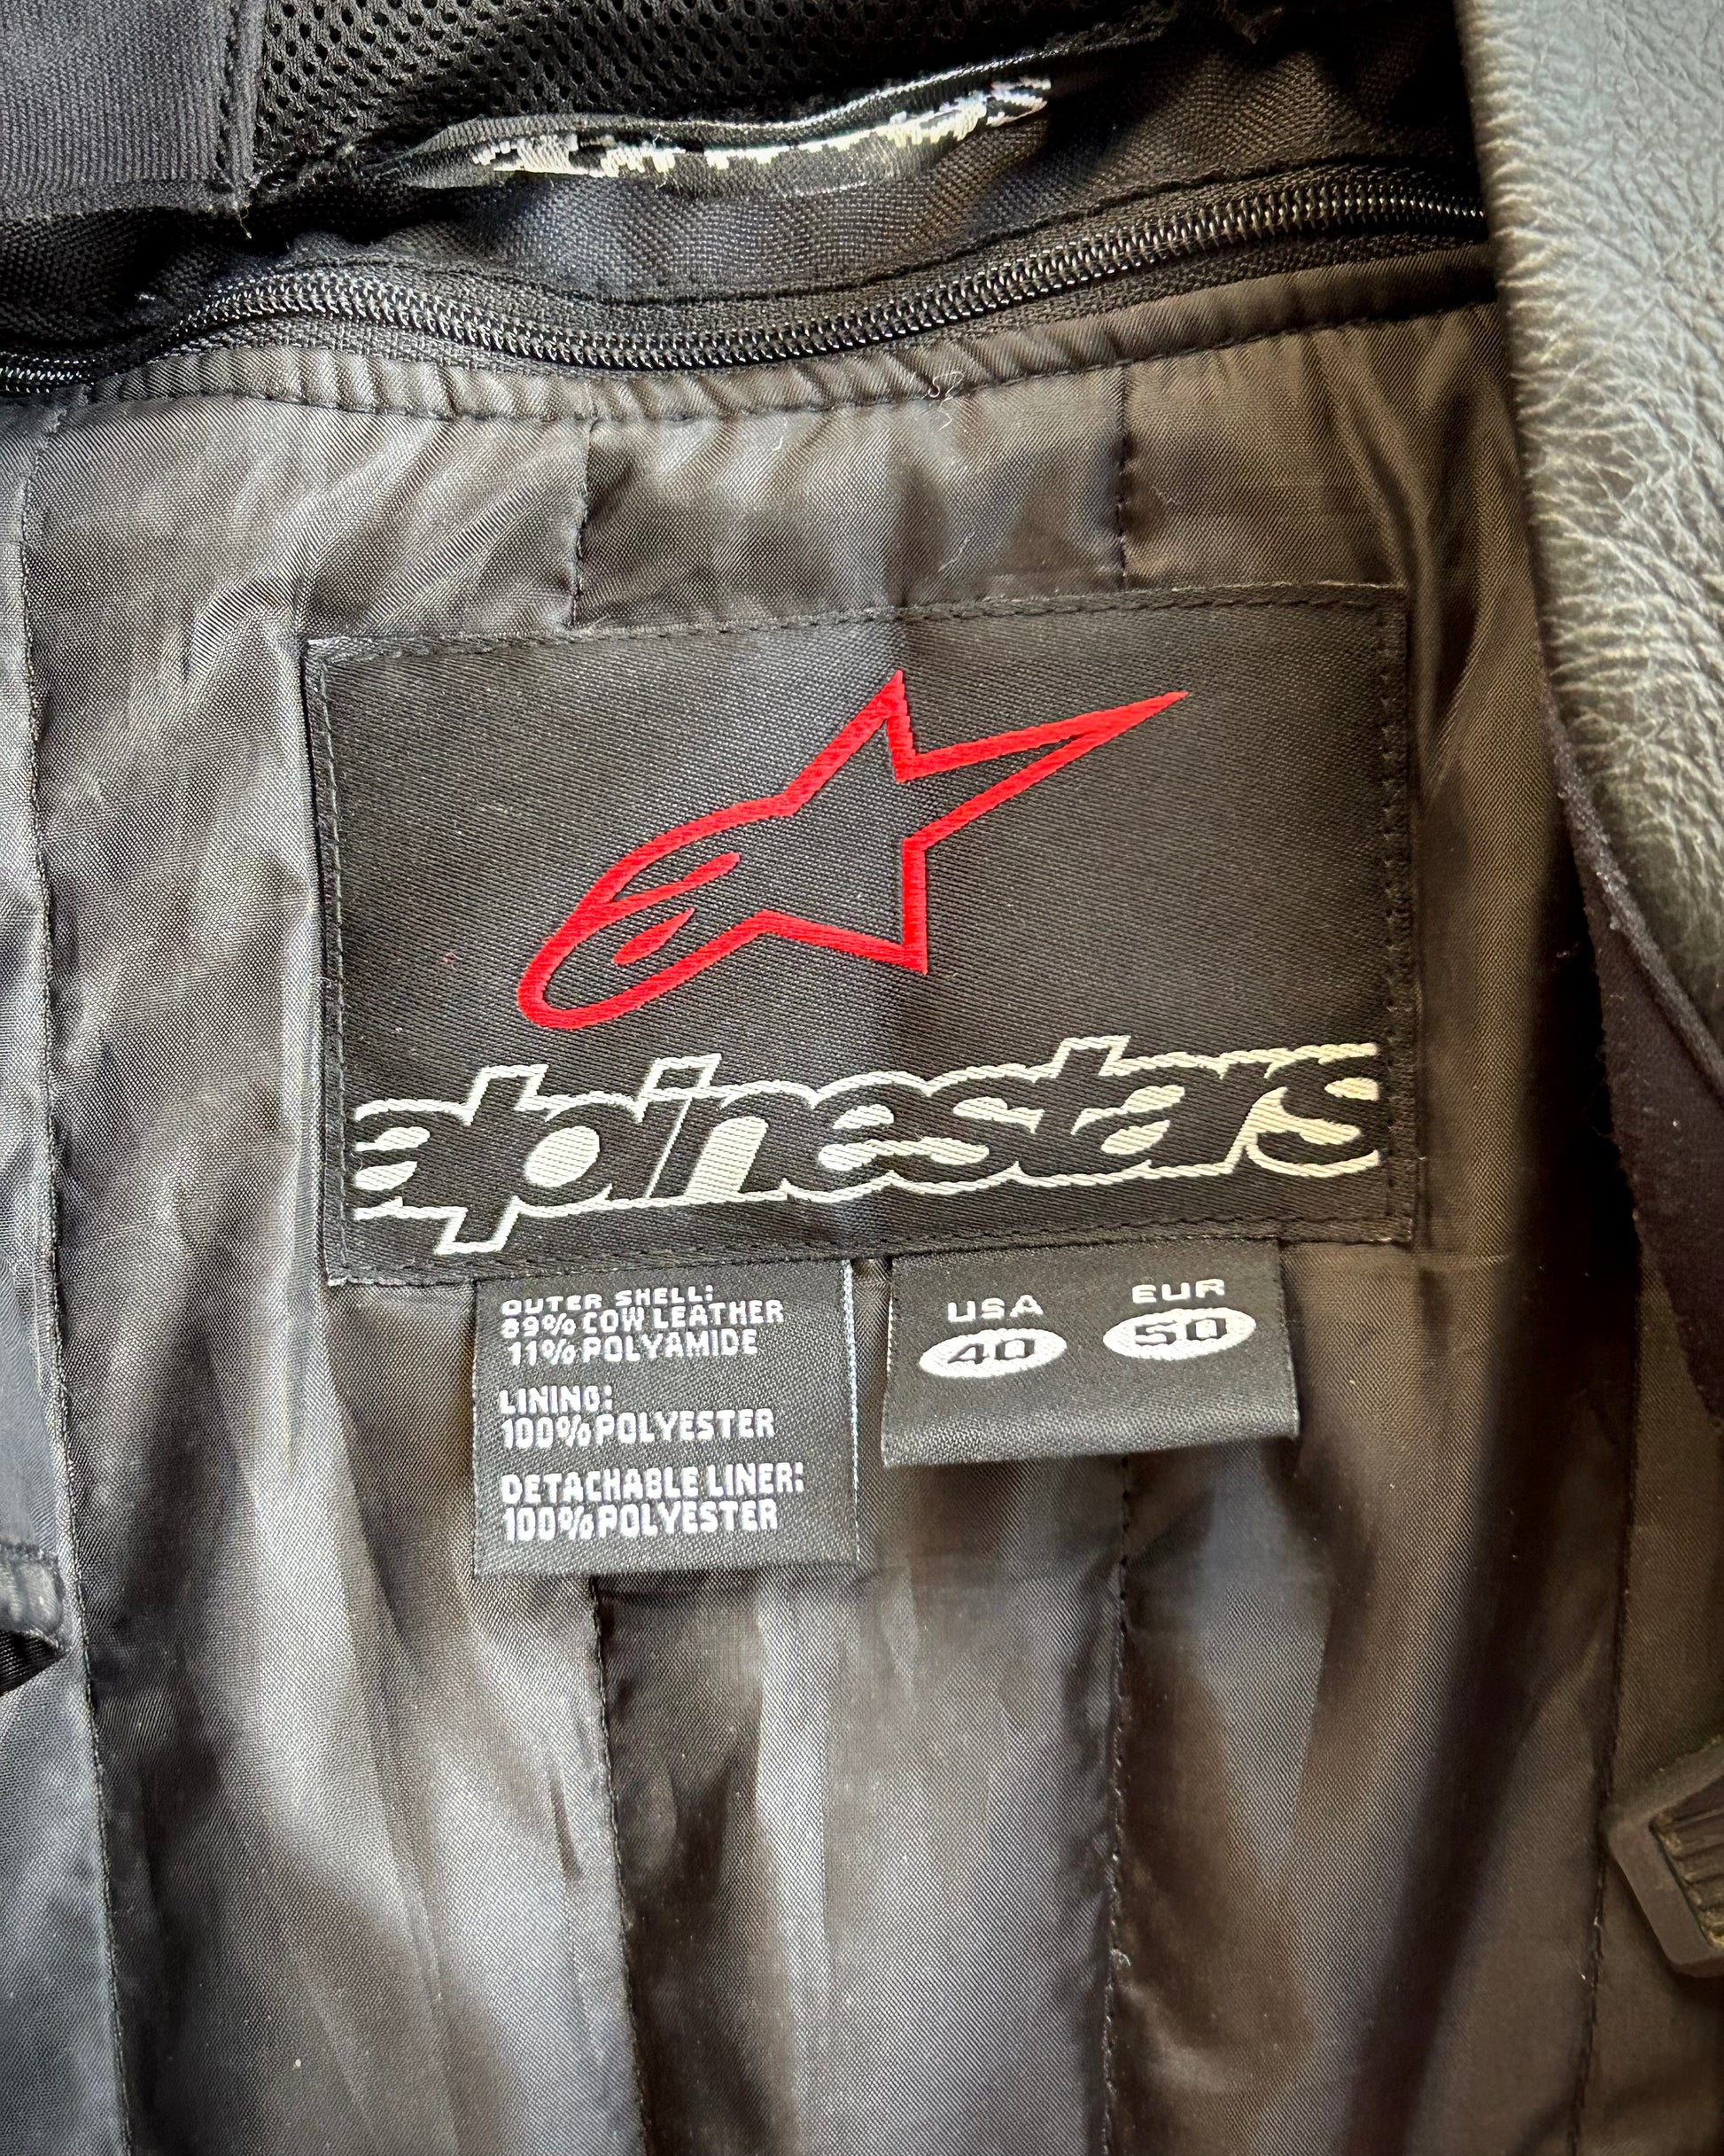 alpinestars
OUTER SHELL:
89% COW LEATHER
11% POLYAMIDE
LINING:
100% POLYESTER
DETACHABLE LINER:
100% POLYESTER
USA EUR
40 50